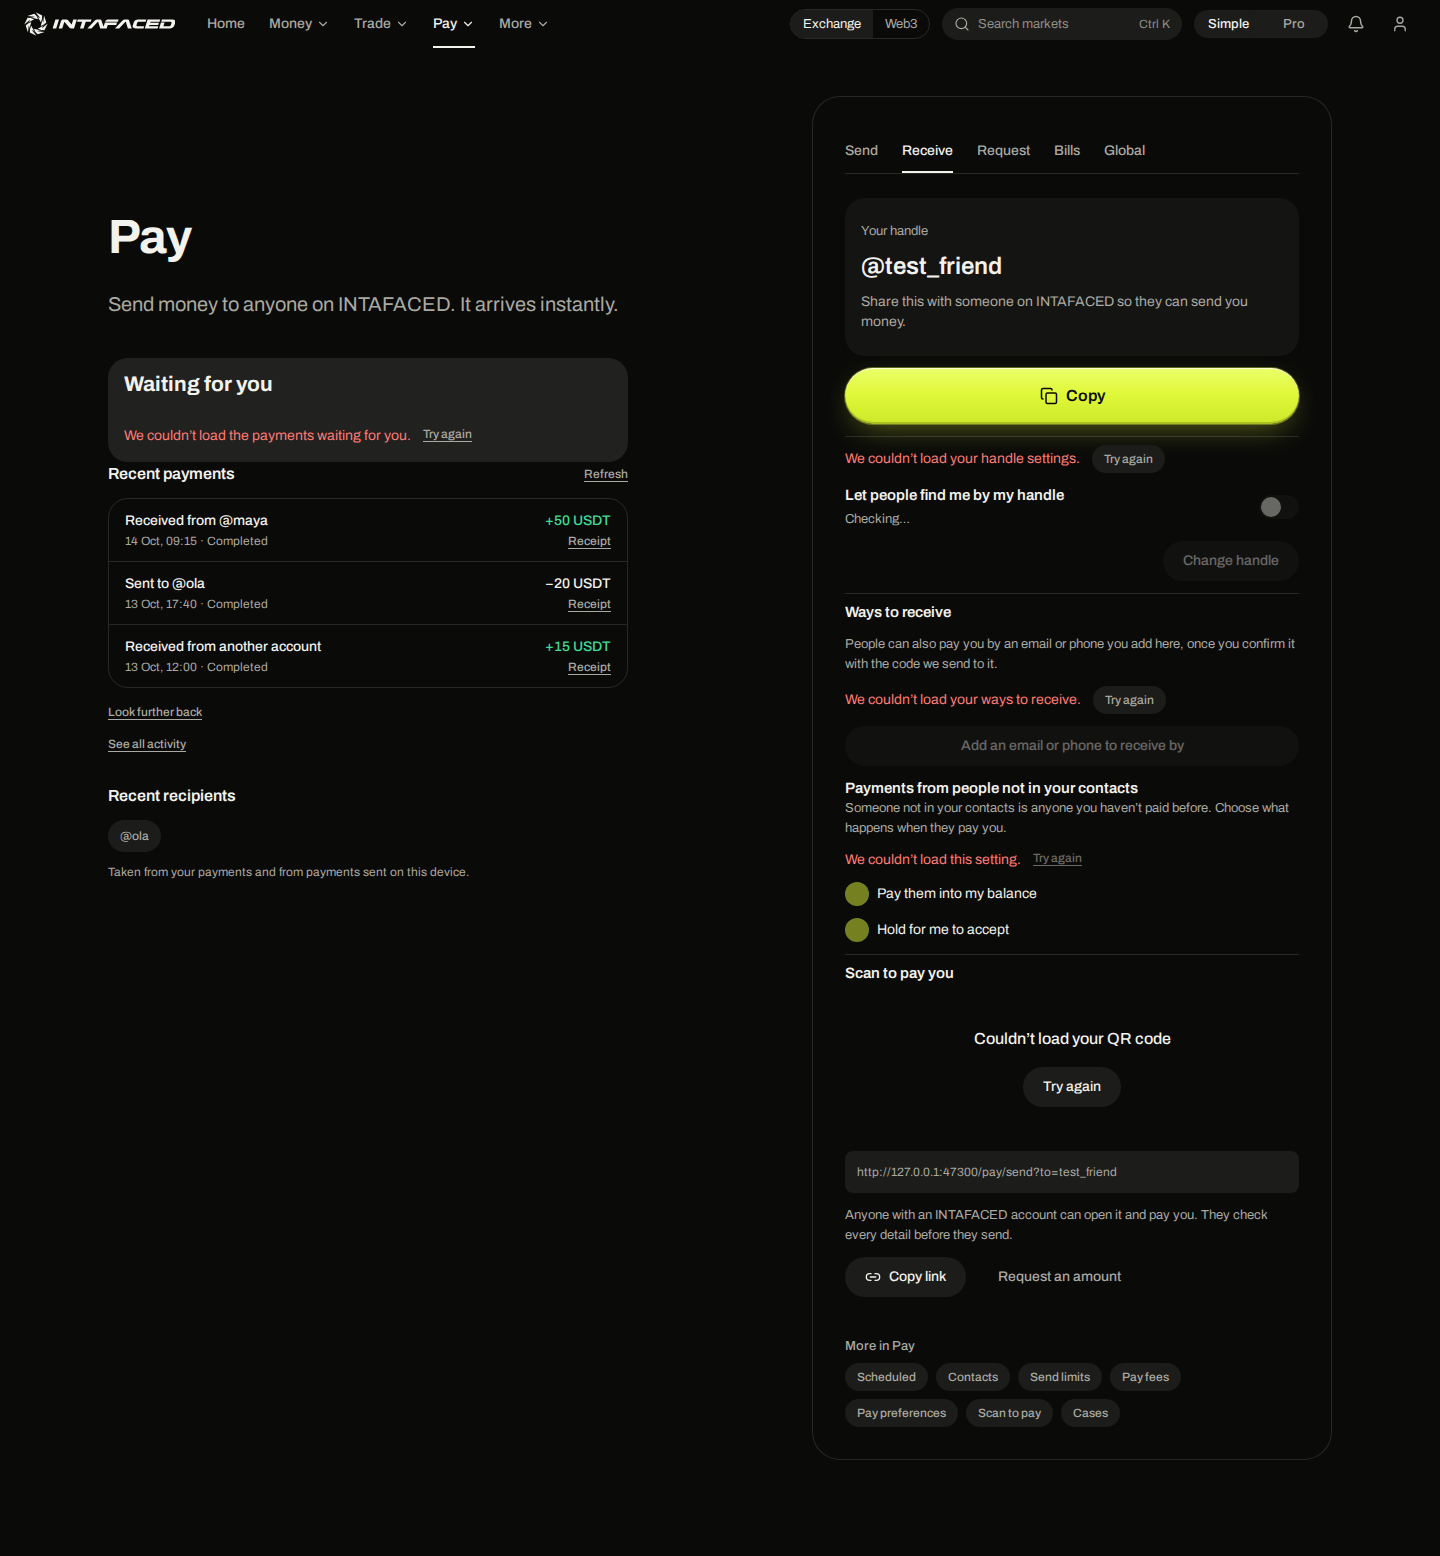 INTAFACED
Home
Money
Trade
Pay
More
Exchange
Web3
Search markets
Ctrl K
Simple
Pro
Pay
Send money to anyone on INTAFACED. It arrives instantly.
Waiting for you
We couldn’t load the payments waiting for you.
Try again
Recent payments
Refresh
Received from @maya
+50 USDT
14 Oct, 09:15 · Completed
Receipt
Sent to @ola
−20 USDT
13 Oct, 17:40 · Completed
Receipt
Received from another account
+15 USDT
13 Oct, 12:00 · Completed
Receipt
Look further back
See all activity
Recent recipients
@ola
Taken from your payments and from payments sent on this device.
Send
Receive
Request
Bills
Global
Your handle
@test_friend
Share this with someone on INTAFACED so they can send you
money.
Copy
We couldn’t load your handle settings.
Try again
Let people find me by my handle
Checking…
Change handle
Ways to receive
People can also pay you by an email or phone you add here, once you confirm it
with the code we send to it.
We couldn’t load your ways to receive.
Try again
Add an email or phone to receive by
Payments from people not in your contacts
Someone not in your contacts is anyone you haven’t paid before. Choose what
happens when they pay you.
We couldn’t load this setting.
Try again
Pay them into my balance
Hold for me to accept
Scan to pay you
Couldn’t load your QR code
Try again
http://127.0.0.1:47300/pay/send?to=test_friend
Anyone with an INTAFACED account can open it and pay you. They check
every detail before they send.
Copy link
Request an amount
More in Pay
Scheduled
Contacts
Send limits
Pay fees
Pay preferences
Scan to pay
Cases